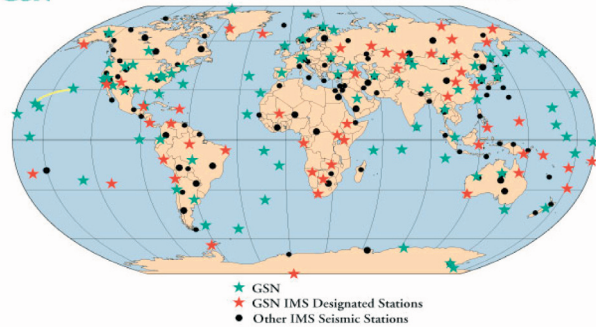 GSN
GSN
GSN IMS Designated Stations
Other IMS Seismic Stations